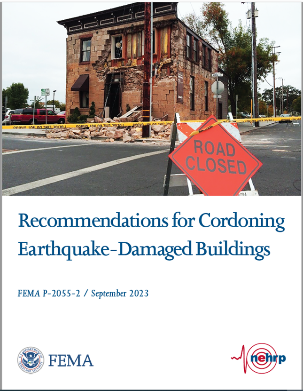 ROAD
CLOSED
Recommendations for Cordoning
Earthquake-Damaged Buildings
FEMA P-2055-2 / September 2023
FEMA
nehrp